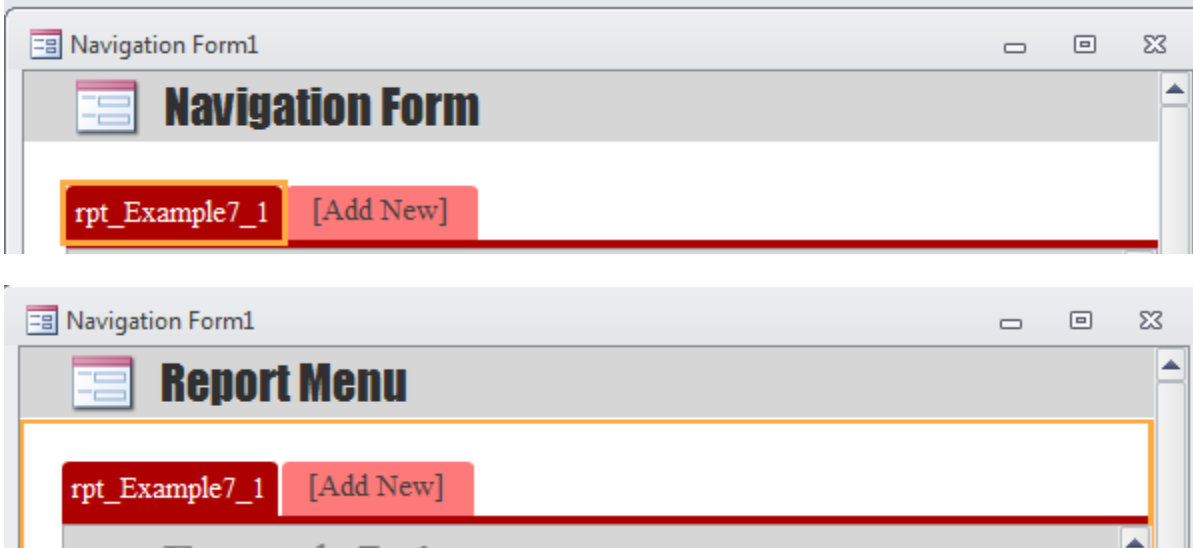 Navigation Form1
Navigation Form
rpt_Example7_1 [Add New]
Navigation Form1
Report Menu
rpt_Example7_1 [Add New]